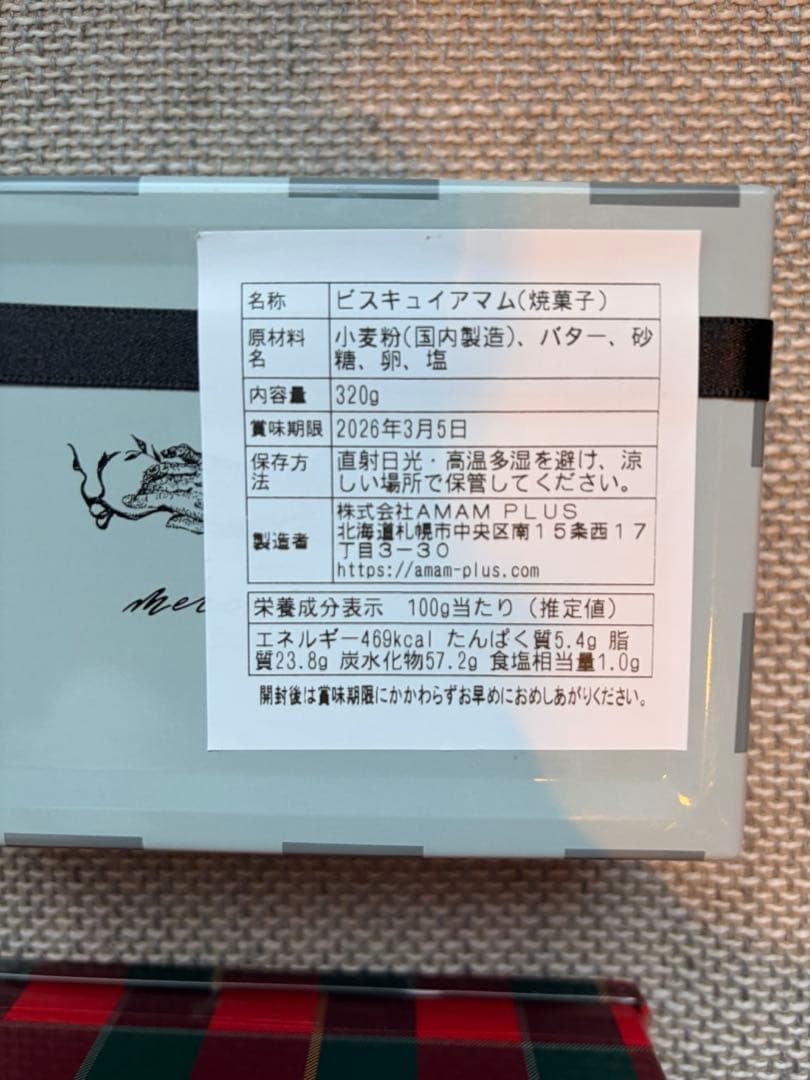 名称 ビスキュイアマム(焼菓子)
原材料名 小麦粉(国内製造)、バター、砂
糖、卵、塩
内容量 320g
賞味期限 2026年3月5日
保存方法 直射日光・高温多湿を避け、涼
しい場所で保管してください。
製造者 株式会社AMAM PLUS
北海道札幌市中央区南15条西17
丁目3-30
https://amam-plus.com
栄養成分表示 100g当たり(推定値)
エネルギー469kcal たんぱく質5.4g 脂
質23.8g 炭水化物57.2g 食塩相当量1.0g
開封後は賞味期限にかかわらずお早めにおめしあがりください。